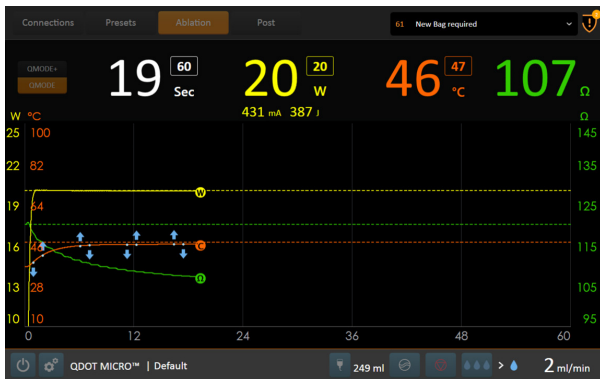 Connections Presets Ablation Post 61 New Bag required
QMODE+
QMODE
19 60 Sec
20 20 W
431 mA 387 J
46 47 °C
107 Ω
W °C Ω
25 100 145
22 82 135
19 64 125
W
16 46 115
C
Ω
13 28 105
10 10 95
0 12 24 36 48 60
QDOT MICRO™ | Default 249 ml > 2 ml/min